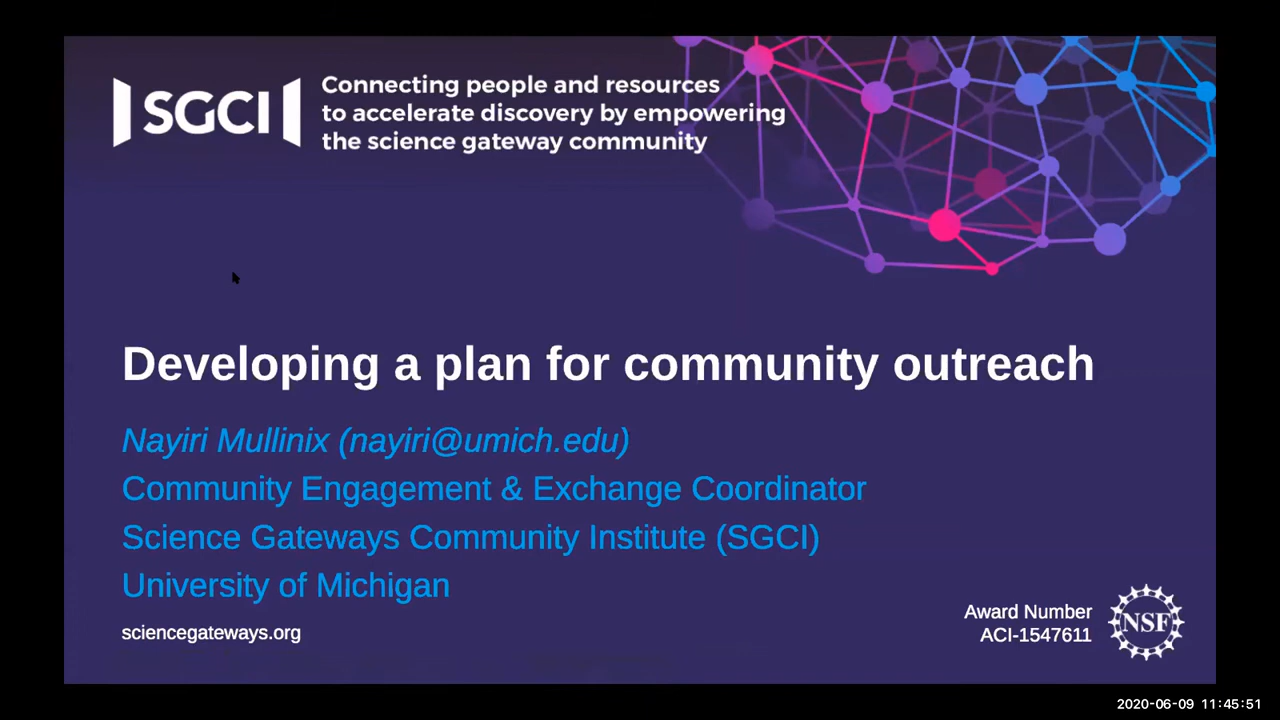 SGCI
Connecting people and resources
to accelerate discovery by empowering
the science gateway community
Developing a plan for community outreach
Nayiri Mullinix (nayiri@umich.edu)
Community Engagement & Exchange Coordinator
Science Gateways Community Institute (SGCI)
University of Michigan
sciencegateways.org
Award Number
ACI-1547611
NSF
2020-06-09 11:45:51